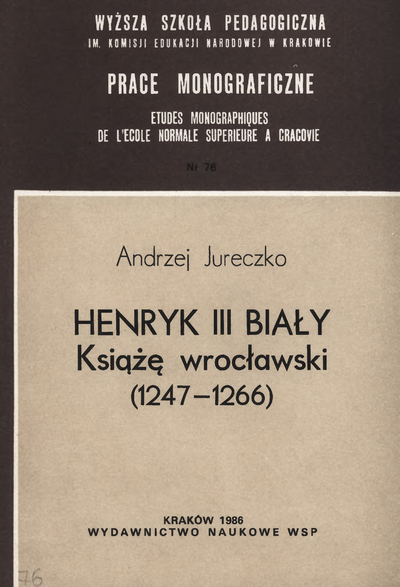 WYŻSZA SZKOŁA PEDAGOGICZNA
IM. KOMISJI EDUKACJI NARODOWEJ W KRAKOWIE
PRACE MONOGRAFICZNE
ETUDES MONOGRAPHIQUES
DE L'ECOLE NORMALE SUPERIEURE A CRACOVIE
Nr 76
Andrzej Jureczko
HENRYK III BIAŁY
Książę wrocławski
(1247–1266)
KRAKÓW 1986
WYDAWNICTWO NAUKOWE WSP
76